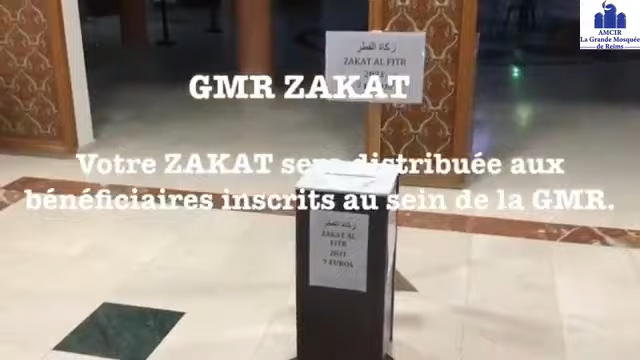 AMCIR
La Grande Mosquée
de Reims
زكاة الفطر
ZAKAT AL FITR
2021
GMR ZAKAT
Votre ZAKAT sera distribuée aux
bénéficiaires inscrits au sein de la GMR.
زكاة الفطر
ZAKAT AL
FITR
2021
7 EUROS